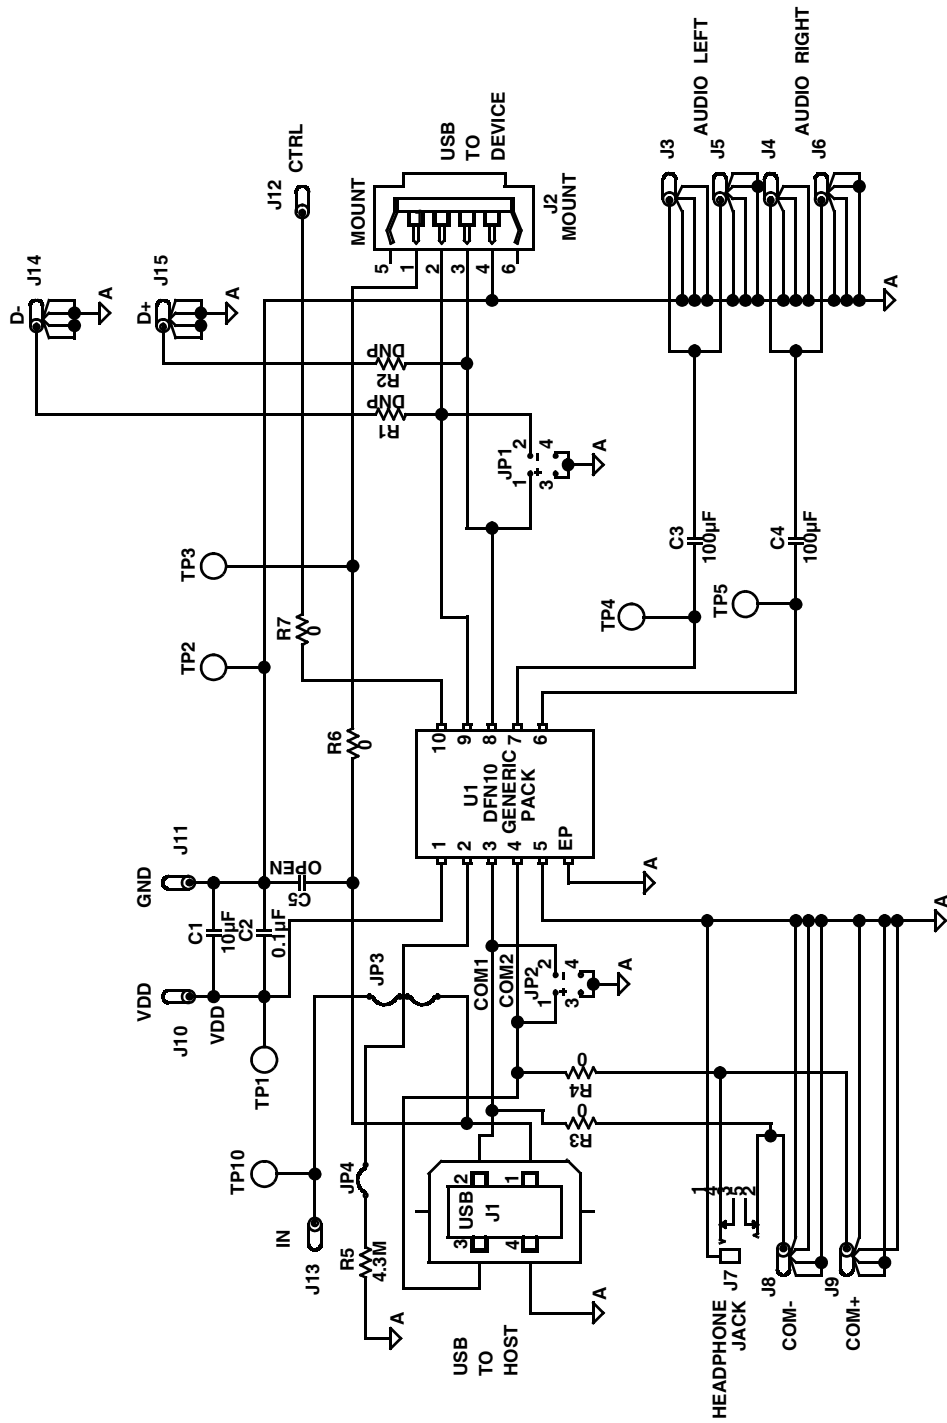 D-
J14
A
D+
J15
A
J12
CTRL
MOUNT
USB
TO
DEVICE
J2
MOUNT
5
1
2
3
4
6
J3
AUDIO LEFT
J5
J4
AUDIO RIGHT
J6
A
DNP
R2
DNP
R1
JP1
1
2
3
4
+
-
A
TP3
TP2
R7
0
R6
0
C3
100µF
C4
100µF
TP4
TP5
U1
DFN10
GENERIC
PACK
10
9
8
7
6
1
2
3
4
5
EP
A
GND
J11
OPEN
C5
C1
10µF
C2
0.1µF
VDD
J10
VDD
TP1
JP3
COM1
COM2
JP2
1
2
3
4
+
-
A
A
TP10
IN
J13
JP4
R5
4.3M
A
0
R4
0
R3
USB
J1
2
1
3
4
A
USB
TO
HOST
1
4
3
5
2
J7
HEADPHONE
JACK
J8
COM-
J9
COM+